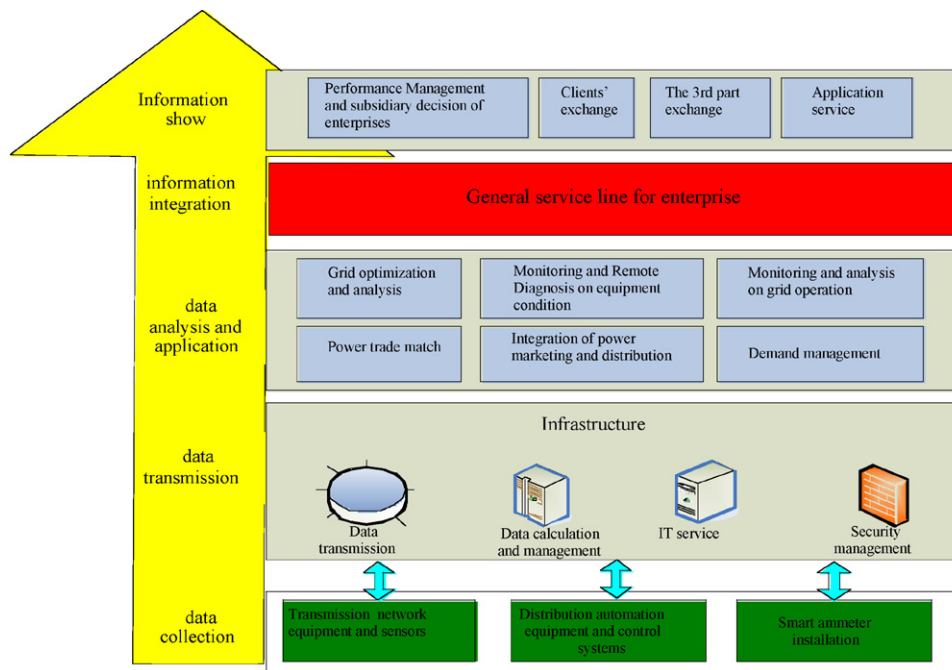 Information
show
Performance Management
and subsidiary decision of
enterprises
Clients'
exchange
The 3rd part
exchange
Application
service
information
integration
General service line for enterprise
data
analysis and
application
Grid optimization
and analysis
Monitoring and Remote
Diagnosis on equipment
condition
Monitoring and analysis
on grid operation
Power trade match
Integration of power
marketing and distribution
Demand management
data
transmission
Infrastructure
Data
transmission
Data calculation
and management
IT service
Security
management
data
collection
Transmission network
equipment and sensors
Distribution automation
equipment and control
systems
Smart ammeter
installation